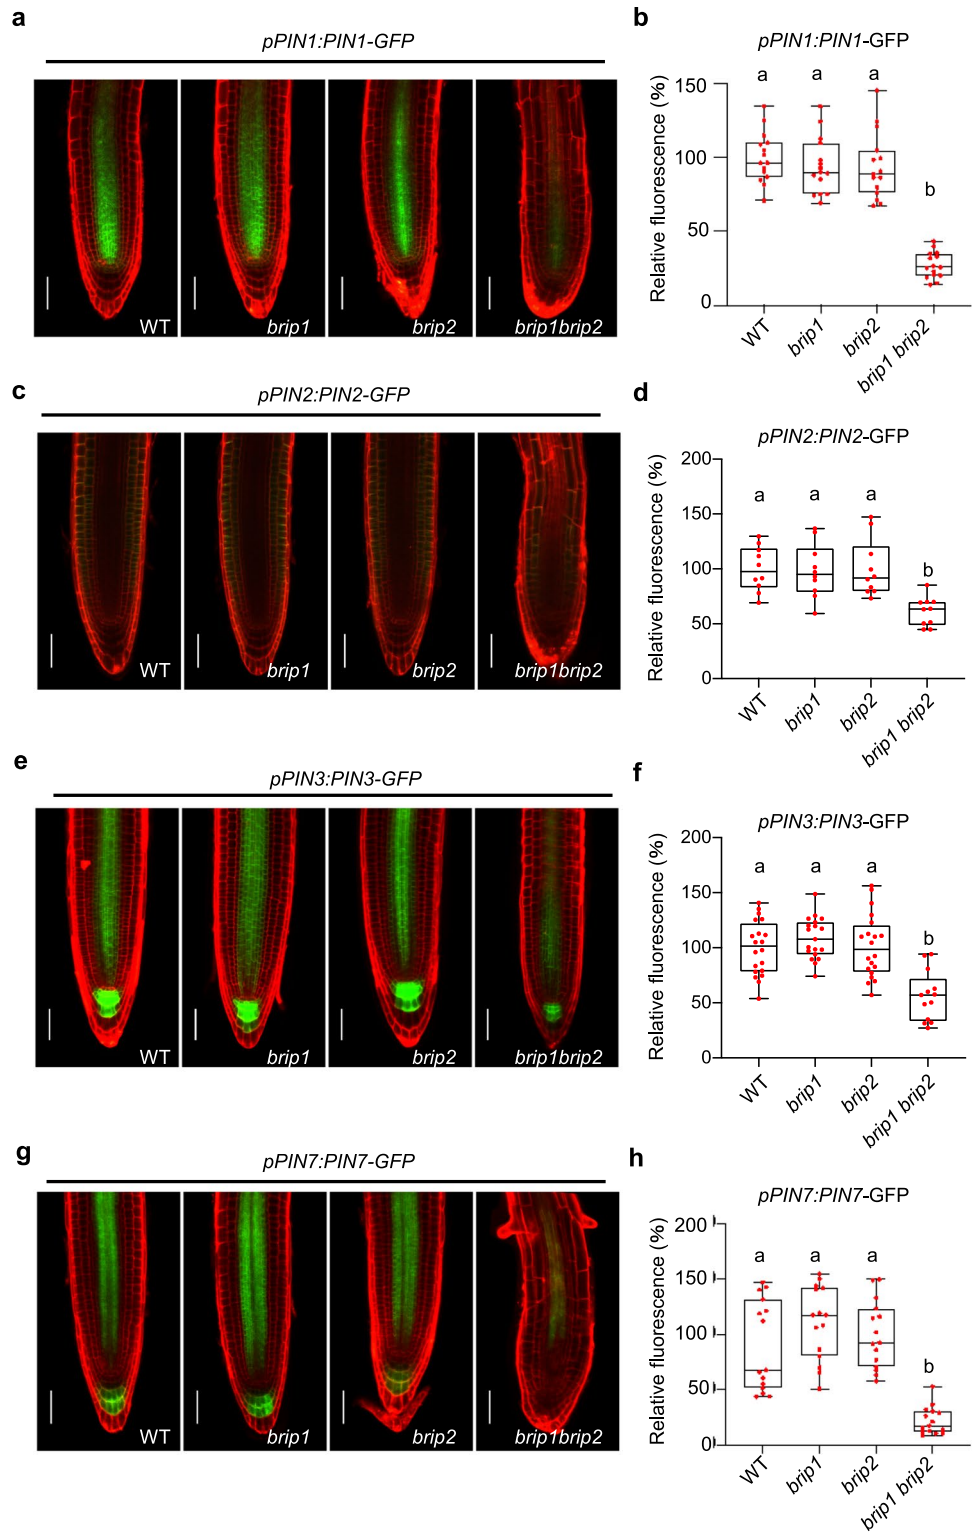 a
pPIN1:PIN1-GFP
WT
brip1
brip2
brip1brip2
b
pPIN1:PIN1-GFP
Relative fluorescence (%)
150
100
50
0
a
a
a
b
WT
brip1
brip2
brip1 brip2
c
pPIN2:PIN2-GFP
WT
brip1
brip2
brip1brip2
d
pPIN2:PIN2-GFP
Relative fluorescence (%)
200
150
100
50
0
a
a
a
b
WT
brip1
brip2
brip1 brip2
e
pPIN3:PIN3-GFP
WT
brip1
brip2
brip1brip2
f
pPIN3:PIN3-GFP
Relative fluorescence (%)
200
150
100
50
0
a
a
a
b
WT
brip1
brip2
brip1 brip2
g
pPIN7:PIN7-GFP
WT
brip1
brip2
brip1brip2
h
pPIN7:PIN7-GFP
Relative fluorescence (%)
200
150
100
50
0
a
a
a
b
WT
brip1
brip2
brip1 brip2